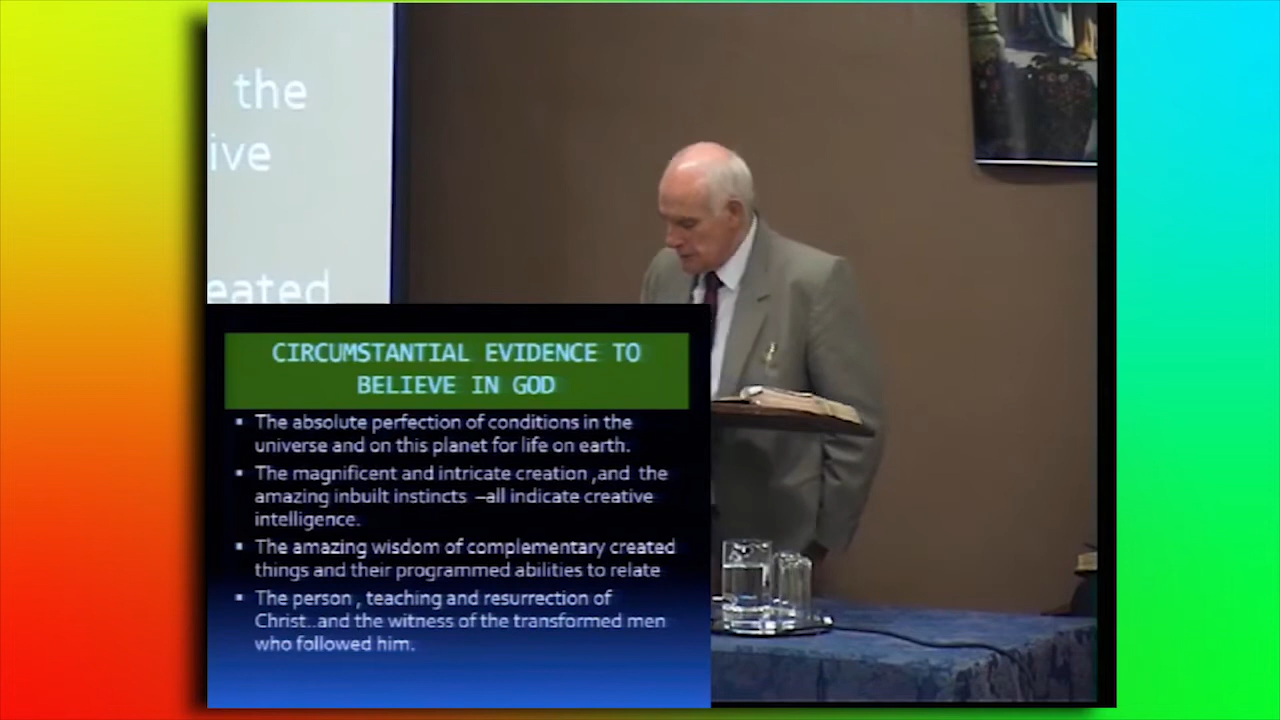 the
ive
eated
CIRCUMSTANTIAL EVIDENCE TO
BELIEVE IN GOD
▪ The absolute perfection of conditions in the
universe and on this planet for life on earth.
▪ The magnificent and intricate creation ,and the
amazing inbuilt instincts –all indicate creative
intelligence.
▪ The amazing wisdom of complementary created
things and their programmed abilities to relate
▪ The person , teaching and resurrection of
Christ..and the witness of the transformed men
who followed him.